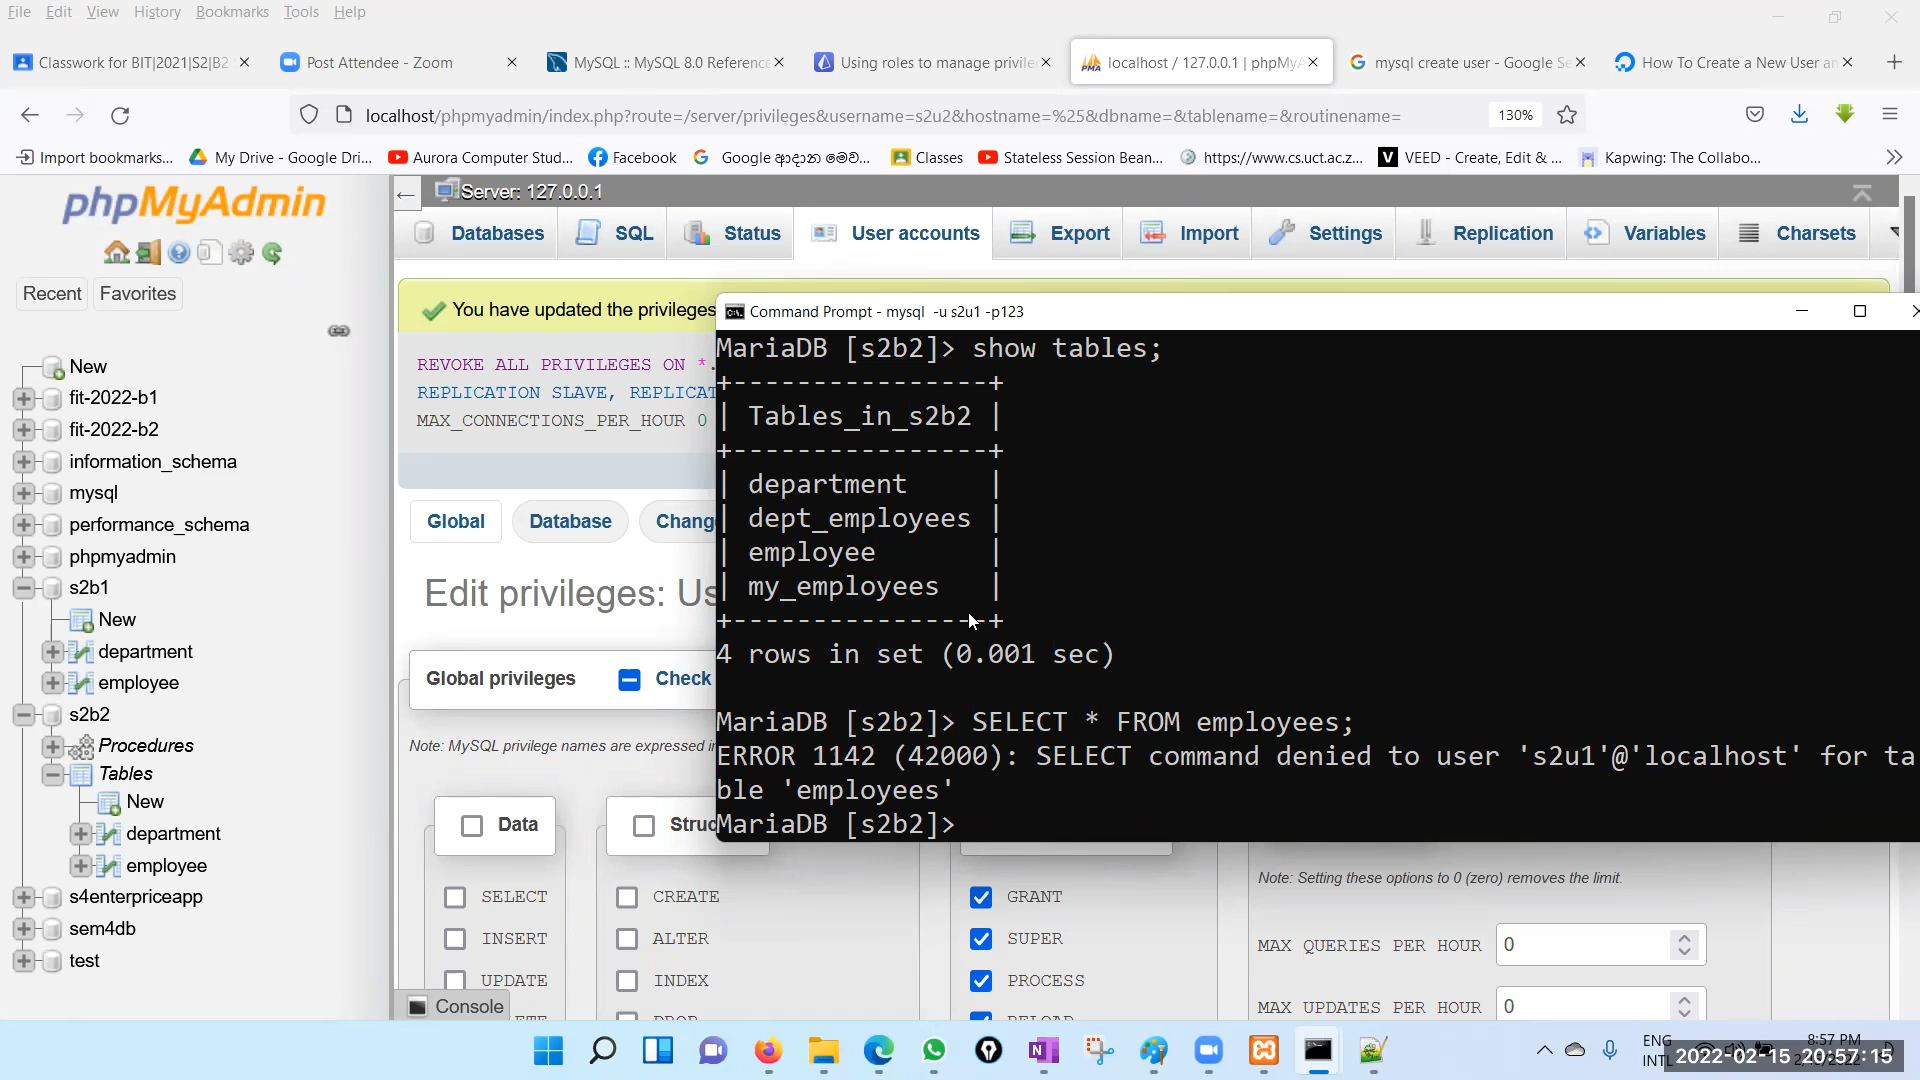 File Edit View History Bookmarks Tools Help
Classwork for BIT|2021|S2|B2
Post Attendee - Zoom
MySQL :: MySQL 8.0 Reference
Using roles to manage privile
localhost / 127.0.0.1 | phpMyA
mysql create user - Google Se
How To Create a New User an
localhost/phpmyadmin/index.php?route=/server/privileges&username=s2u2&hostname=%25&dbname=&tablename=&routinename=
130%
Import bookmarks...
My Drive - Google Dri...
Aurora Computer Stud...
Facebook
Google ආදාන මෙව...
Classes
Stateless Session Bean...
https://www.cs.uct.ac.z...
VEED - Create, Edit & ...
Kapwing: The Collabo...
phpMyAdmin
Server: 127.0.0.1
Databases
SQL
Status
User accounts
Export
Import
Settings
Replication
Variables
Charsets
Recent
Favorites
New
fit-2022-b1
fit-2022-b2
information_schema
mysql
performance_schema
phpmyadmin
s2b1
New
department
employee
s2b2
Procedures
Tables
New
department
employee
s4enterpriceapp
sem4db
test
You have updated the privileges
REVOKE ALL PRIVILEGES ON *.
REPLICATION SLAVE, REPLICAT
MAX_CONNECTIONS_PER_HOUR 0
Global
Database
Chang
Edit privileges: Us
Global privileges
Check
Note: MySQL privilege names are expressed i
Data
Struc
SELECT
INSERT
UPDATE
CREATE
ALTER
INDEX
GRANT
SUPER
PROCESS
Note: Setting these options to 0 (zero) removes the limit.
MAX QUERIES PER HOUR 0
MAX UPDATES PER HOUR 0
Console
Command Prompt - mysql -u s2u1 -p123
MariaDB [s2b2]> show tables;
+----------------+
| Tables_in_s2b2 |
+----------------+
| department     |
| dept_employees |
| employee       |
| my_employees   |
+----------------+
4 rows in set (0.001 sec)
MariaDB [s2b2]> SELECT * FROM employees;
ERROR 1142 (42000): SELECT command denied to user 's2u1'@'localhost' for ta
ble 'employees'
MariaDB [s2b2]>
ENG
INTL
8:57 PM
2022-02-15 20:57:15